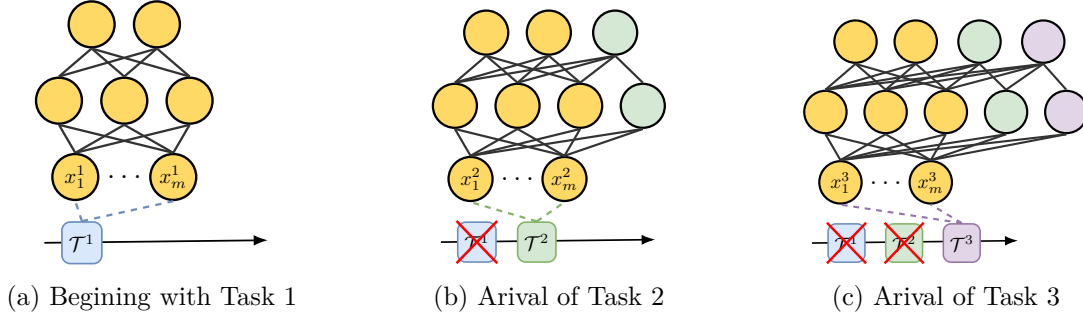 x_1^1 · · · x_m^1
x_1^2 · · · x_m^2
x_1^3 · · · x_m^3
𝒯^1
𝒯^1 𝒯^2
𝒯^1 𝒯^2 𝒯^3
(a) Begining with Task 1
(b) Arival of Task 2
(c) Arival of Task 3